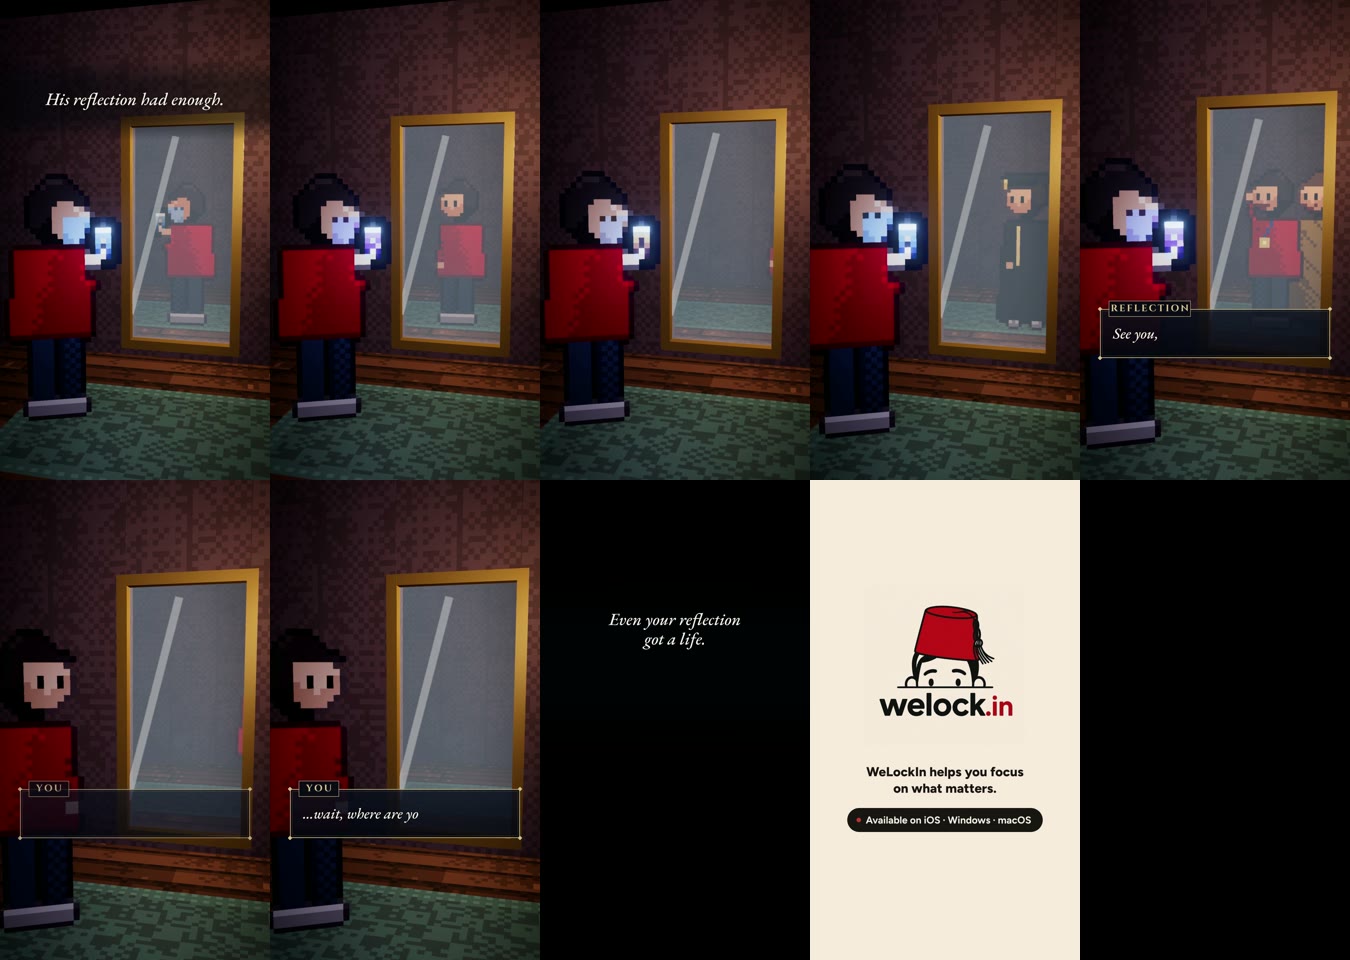 His reflection had enough.
REFLECTION
See you,
YOU
YOU
...wait, where are yo
Even your reflection
got a life.
welock.in
WeLockIn helps you focus
on what matters.
Available on iOS · Windows · macOS